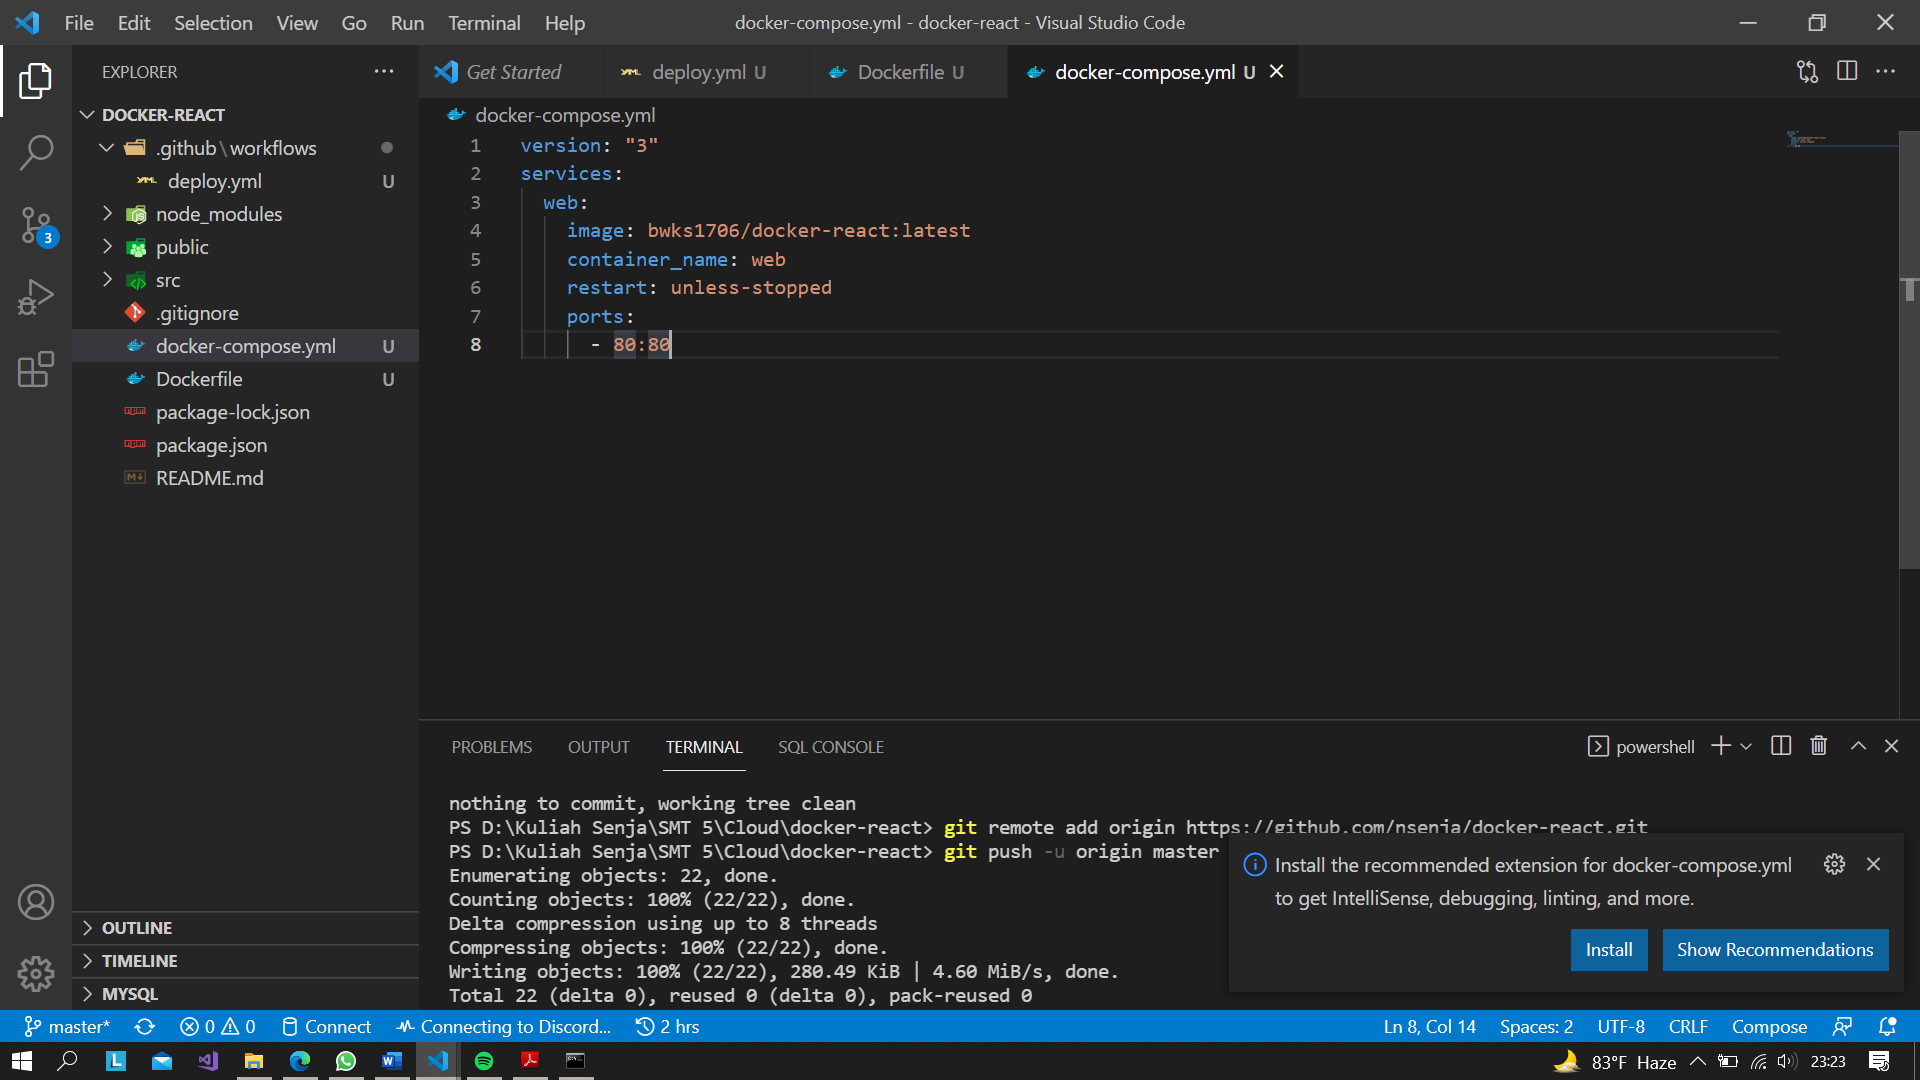 File Edit Selection View Go Run Terminal Help
docker-compose.yml - docker-react - Visual Studio Code
EXPLORER
Get Started
deploy.yml U
Dockerfile U
docker-compose.yml U
DOCKER-REACT
.github\workflows
deploy.yml U
node_modules
public
src
.gitignore
docker-compose.yml U
Dockerfile U
package-lock.json
package.json
README.md
3
OUTLINE
TIMELINE
MYSQL
docker-compose.yml
1 version: "3"
2 services:
3 web:
4 image: bwks1706/docker-react:latest
5 container_name: web
6 restart: unless-stopped
7 ports:
8 - 80:80
PROBLEMS OUTPUT TERMINAL SQL CONSOLE
powershell
nothing to commit, working tree clean
PS D:\Kuliah Senja\SMT 5\Cloud\docker-react> git remote add origin https://github.com/nsenja/docker-react.git
PS D:\Kuliah Senja\SMT 5\Cloud\docker-react> git push -u origin master
Enumerating objects: 22, done.
Counting objects: 100% (22/22), done.
Delta compression using up to 8 threads
Compressing objects: 100% (22/22), done.
Writing objects: 100% (22/22), 280.49 KiB | 4.60 MiB/s, done.
Total 22 (delta 0), reused 0 (delta 0), pack-reused 0
Install the recommended extension for docker-compose.yml
to get IntelliSense, debugging, linting, and more.
Install
Show Recommendations
master* 0 0 Connect Connecting to Discord... 2 hrs
Ln 8, Col 14 Spaces: 2 UTF-8 CRLF Compose
83°F Haze 23:23